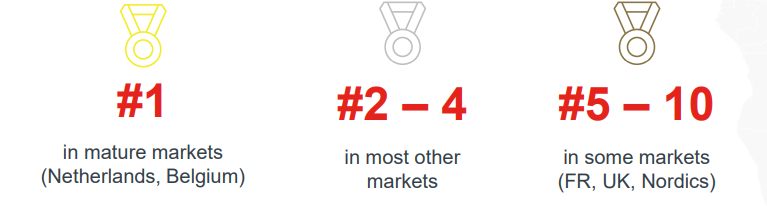 #1
in mature markets
(Netherlands, Belgium)
#2 – 4
in most other
markets
#5 – 10
in some markets
(FR, UK, Nordics)